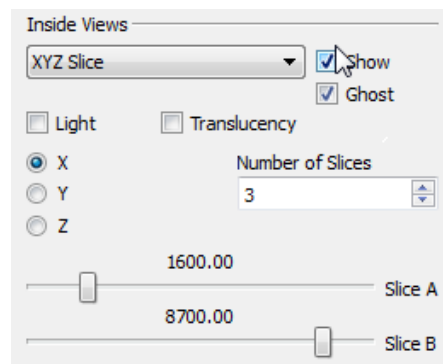 Inside Views
XYZ Slice Show
Ghost
Light Translucency
X Number of Slices
Y 3
Z
1600.00
Slice A
8700.00
Slice B